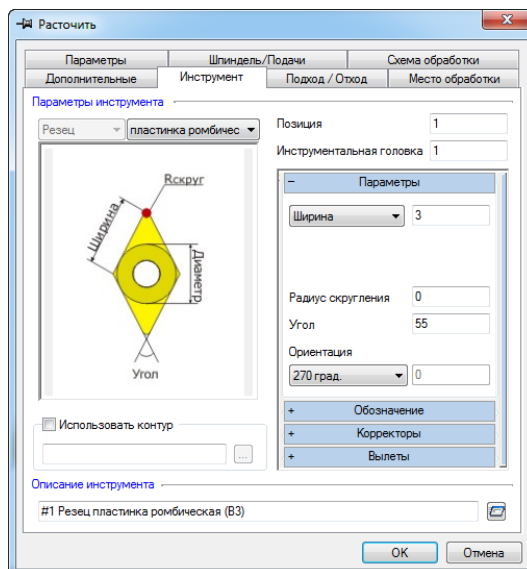 Расточить
Параметры
Шпиндель/Подачи
Схема обработки
Дополнительные
Инструмент
Подход / Отход
Место обработки
Параметры инструмента
Резец
пластинка ромбичес
Rскруг
Ширина
Диаметр
Угол
Использовать контур
...
Позиция
1
Инструментальная головка
1
− Параметры
Ширина
3
Радиус скругления
0
Угол
55
Ориентация
270 град.
0
+ Обозначение
+ Корректоры
+ Вылеты
Описание инструмента
#1 Резец пластинка ромбическая (B3)
OK
Отмена